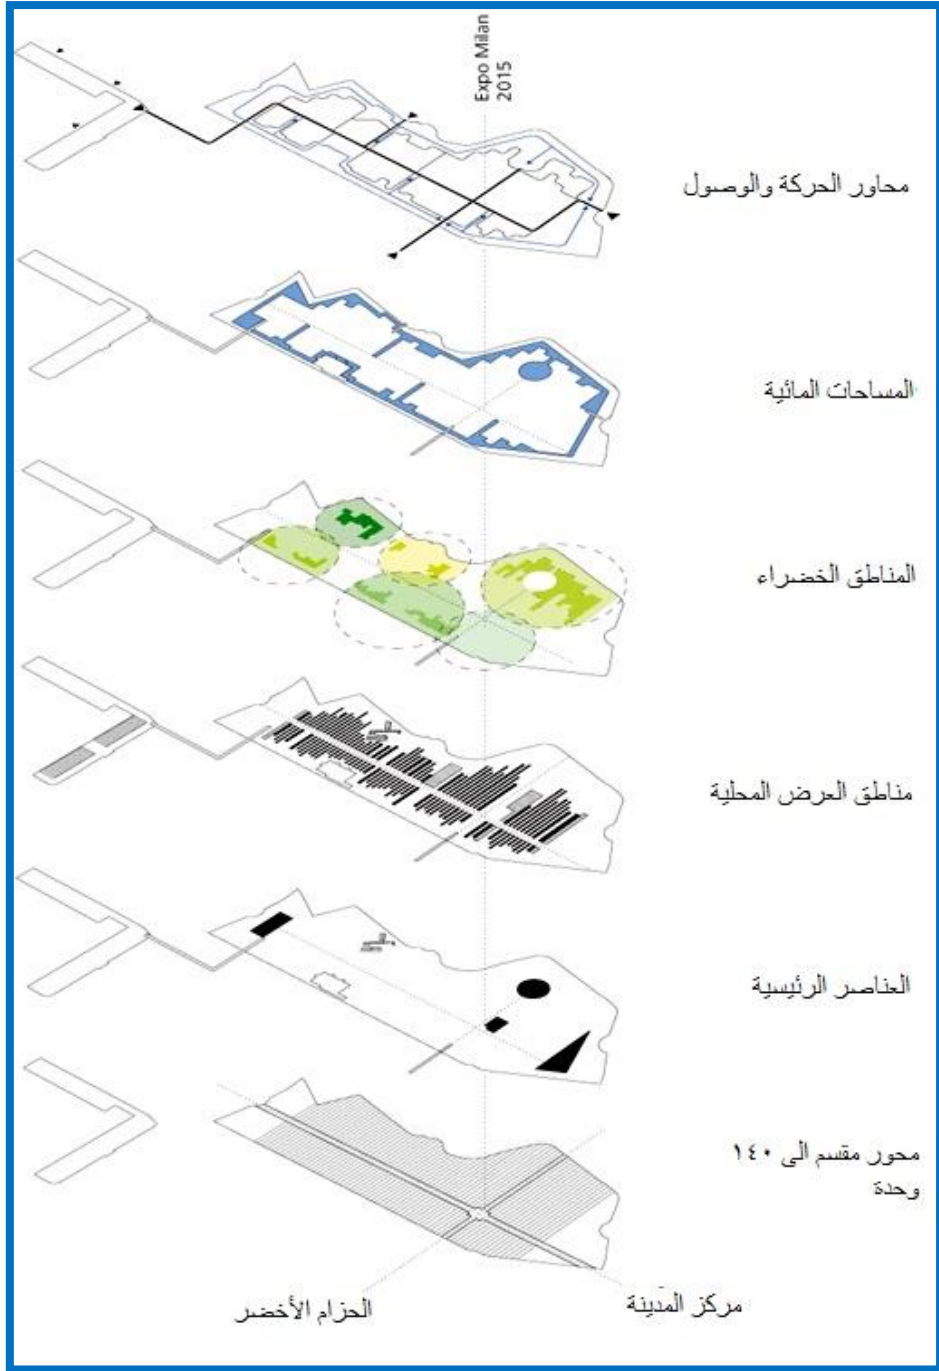 Expo Milan
2015
محاور الحركة والوصول
المساحات المائية
المناطق الخضراء
مناطق العرض المحلية
العناصر الرئيسية
محور مقسم الى ١٤٠
وحدة
مركز المدينة
الحزام الأخضر